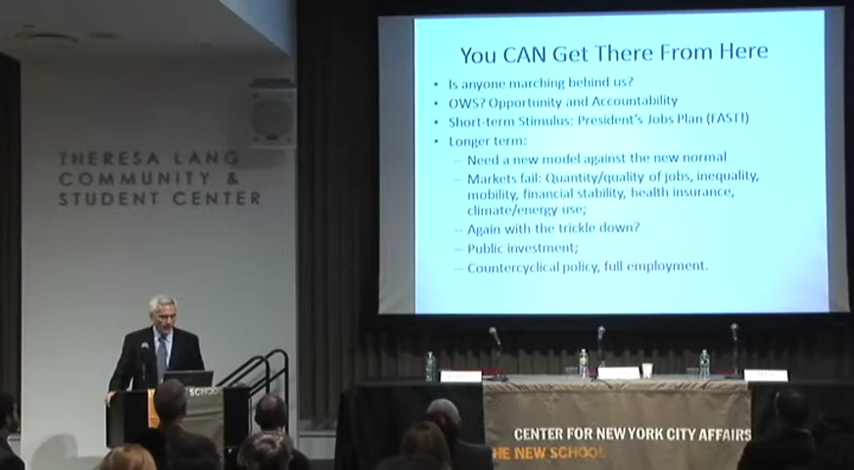 THERESA LANG
COMMUNITY &
STUDENT CENTER
You CAN Get There From Here
• Is anyone marching behind us?
• OWS? Opportunity and Accountability
• Short-term Stimulus: President's Jobs Plan (FAST!)
• Longer term:
– Need a new model against the new normal
– Markets fail: Quantity/quality of jobs, inequality,
mobility, financial stability, health insurance,
climate/energy use;
– Again with the trickle down?
– Public investment;
– Countercyclical policy, full employment.
SCHOO
CENTER FOR NEW YORK CITY AFFAIRS
HE NEW SCHOOL